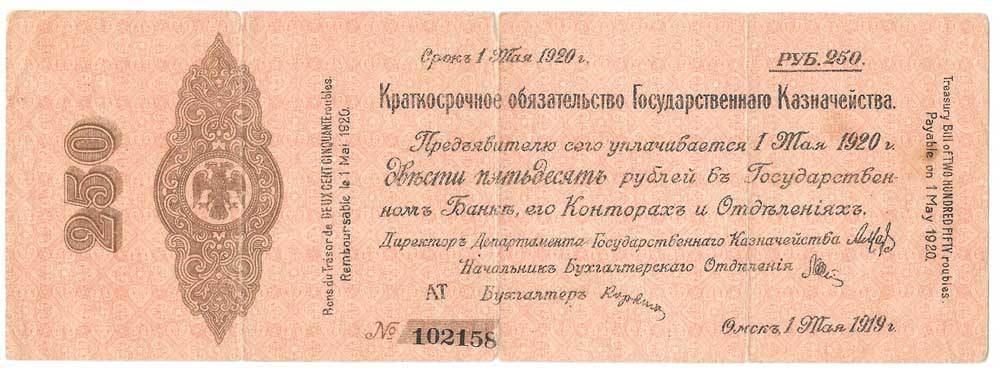 250
Bons du Trésor de DEUX CENT CINQUANTE roubles.
Remboursable le 1 Mai 1920.
Срокъ 1 Мая 1920 г.
РУБ. 250.
Краткосрочное обязательство Государственнаго Казначейства.
Предъявителю сего уплачивается 1 Мая 1920 г.
двѣсти пятьдесятъ рублей въ Государствен-
номъ Банкѣ, его Конторахъ и Отдѣленіяхъ.
Директоръ Департамента Государственнаго Казначейства
Начальникъ Бухгалтерскаго Отдѣленія
АТ Бухгалтеръ
№ 102158
Омскъ, 1 Мая 1919 г.
Treasury Bill of TWO HUNDRED FIFTY roubles.
Payable on 1 May 1920.